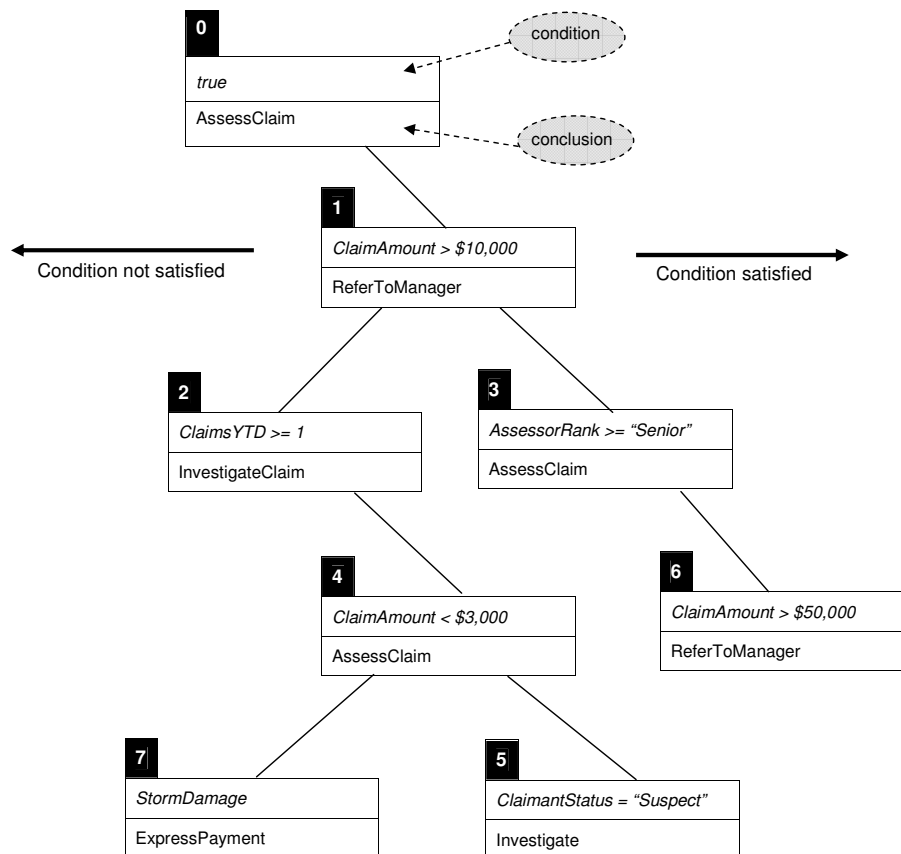 0
condition
true
AssessClaim
conclusion
1
ClaimAmount > $10,000
Condition not satisfied
Condition satisfied
ReferToManager
2
3
ClaimsYTD >= 1
AssessorRank >= “Senior”
InvestigateClaim
AssessClaim
4
6
ClaimAmount < $3,000
ClaimAmount > $50,000
AssessClaim
ReferToManager
7
5
StormDamage
ClaimantStatus = “Suspect”
ExpressPayment
Investigate